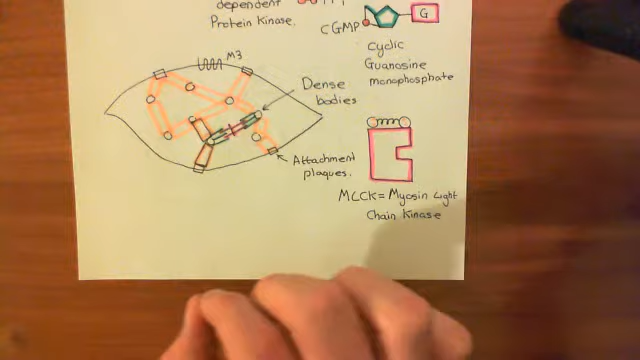 dependent
Protein Kinase.
G
CGMP
Cyclic
Guanosine
monophosphate
M3
Dense
bodies
Attachment
plaques.
MLCK = Myosin Light
Chain Kinase